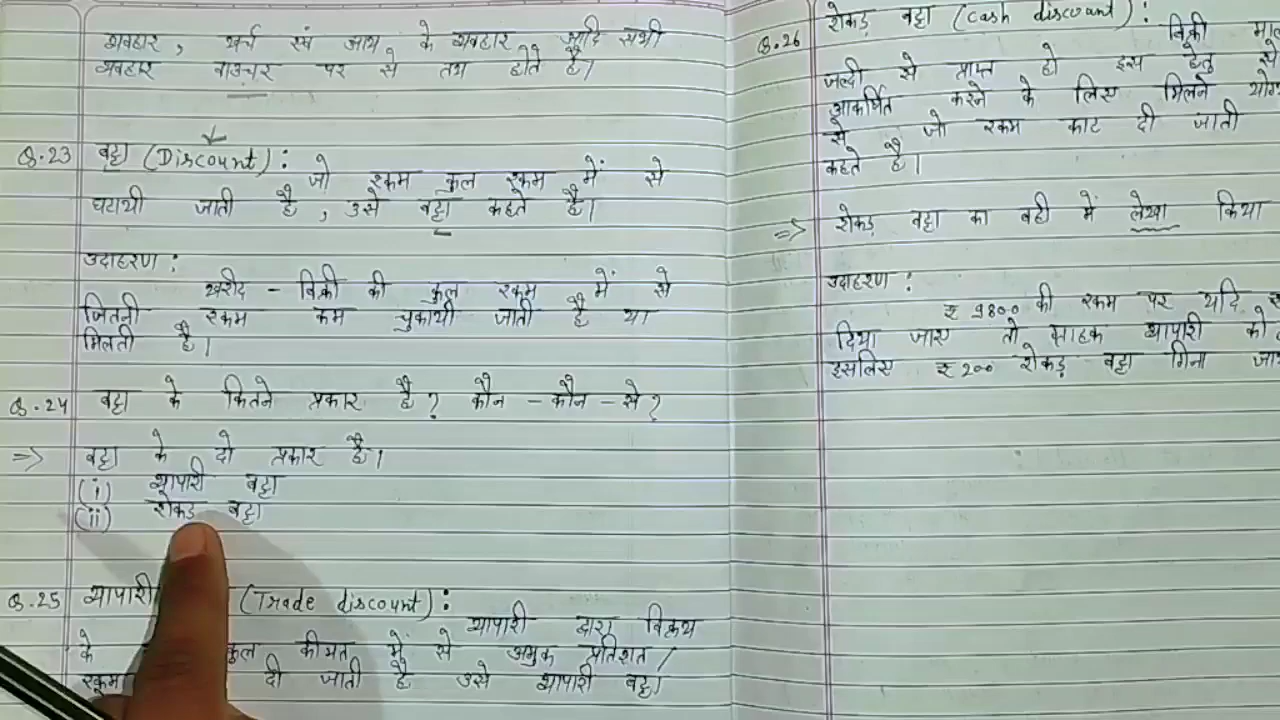 व्यवहार, खर्च एवं आय के व्यवहार आदि सभी
व्यवहार वाउचर पर से तय होते है।
Q.23 बट्टा (Discount) :
जो रकम कुल रकम में से
घटायी जाती है, उसे बट्टा कहते है।
उदाहरण :
खरीद - बिक्री की कुल रकम में से
जितनी रकम कम चुकायी जाती है या
मिलती है।
Q.24 बट्टा के कितने प्रकार है? कौन - कौन - से?
=> बट्टा के दो प्रकार है।
(i) व्यापारी बट्टा
(ii) रोकड़ बट्टा
Q.25 व्यापारी (Trade discount) :
व्यापारी द्वारा विक्रय
के कुल कीमत में से अमुक प्रतिशत /
रकम दी जाती है उसे व्यापारी बट्टा
Q.26 रोकड़ बट्टा (Cash discount) :
बिक्री
जल्दी से प्राप्त हो इस हेतु से
आकर्षित करने के लिए मिलने
से जो रकम काट दी जाती
कहते है।
=> रोकड़ बट्टा का बही में लेखा किया
उदाहरण :
₹ 9800 की रकम पर यदि
दिया जाए तो ग्राहक व्यापारी को
इसलिए ₹ 200 रोकड़ बट्टा गिना